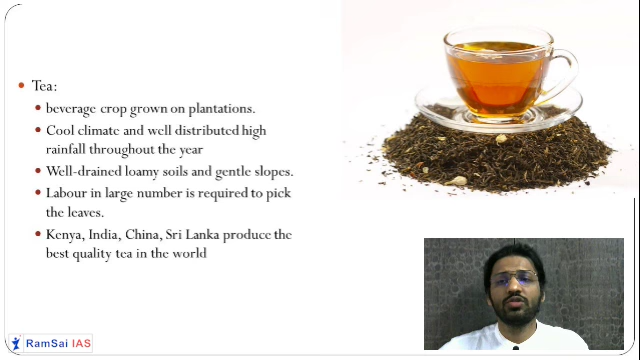 Tea:
beverage crop grown on plantations.
Cool climate and well distributed high
rainfall throughout the year
Well-drained loamy soils and gentle slopes.
Labour in large number is required to pick
the leaves.
Kenya, India, China, Sri Lanka produce the
best quality tea in the world
RamSai IAS